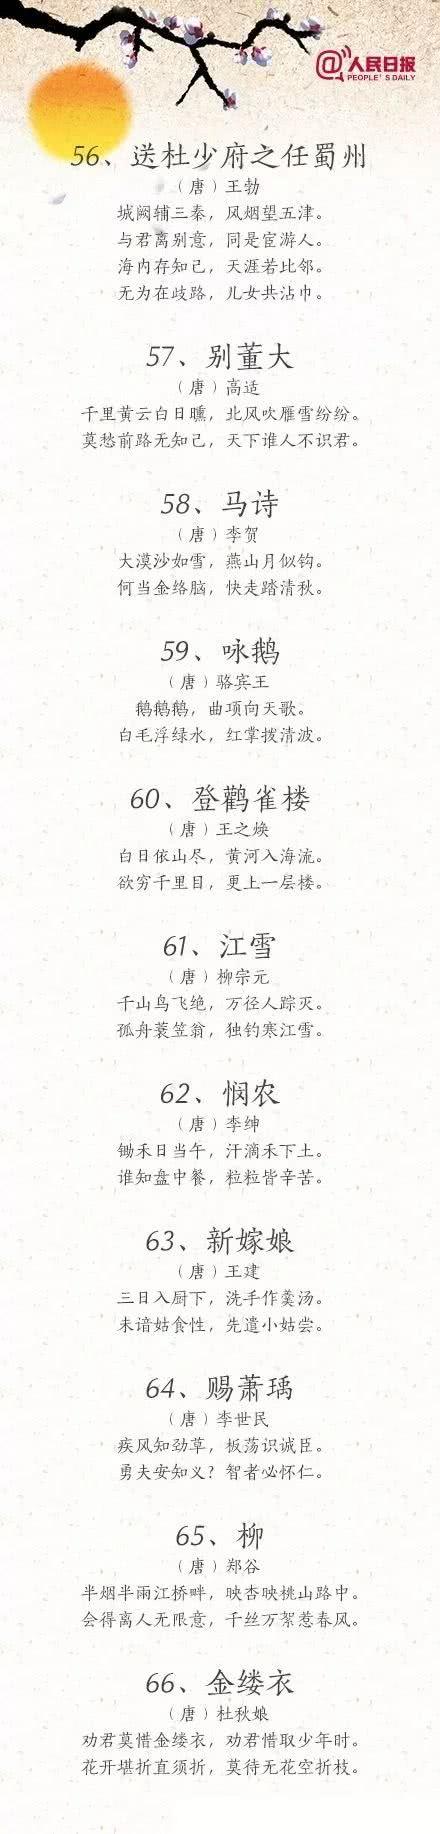 @人民日报
PEOPLE'S DAILY
56、送杜少府之任蜀州
（唐）王勃
城阙辅三秦，风烟望五津。
与君离别意，同是宦游人。
海内存知己，天涯若比邻。
无为在歧路，儿女共沾巾。
57、别董大
（唐）高适
千里黄云白日曛，北风吹雁雪纷纷。
莫愁前路无知己，天下谁人不识君。
58、马诗
（唐）李贺
大漠沙如雪，燕山月似钩。
何当金络脑，快走踏清秋。
59、咏鹅
（唐）骆宾王
鹅鹅鹅，曲项向天歌。
白毛浮绿水，红掌拨清波。
60、登鹳雀楼
（唐）王之焕
白日依山尽，黄河入海流。
欲穷千里目，更上一层楼。
61、江雪
（唐）柳宗元
千山鸟飞绝，万径人踪灭。
孤舟蓑笠翁，独钓寒江雪。
62、悯农
（唐）李绅
锄禾日当午，汗滴禾下土。
谁知盘中餐，粒粒皆辛苦。
63、新嫁娘
（唐）王建
三日入厨下，洗手作羹汤。
未谙姑食性，先遣小姑尝。
64、赐萧瑀
（唐）李世民
疾风知劲草，板荡识诚臣。
勇夫安知义？智者必怀仁。
65、柳
（唐）郑谷
半烟半雨江桥畔，映杏映桃山路中。
会得离人无限意，千丝万絮惹春风。
66、金缕衣
（唐）杜秋娘
劝君莫惜金缕衣，劝君惜取少年时。
花开堪折直须折，莫待无花空折枝。